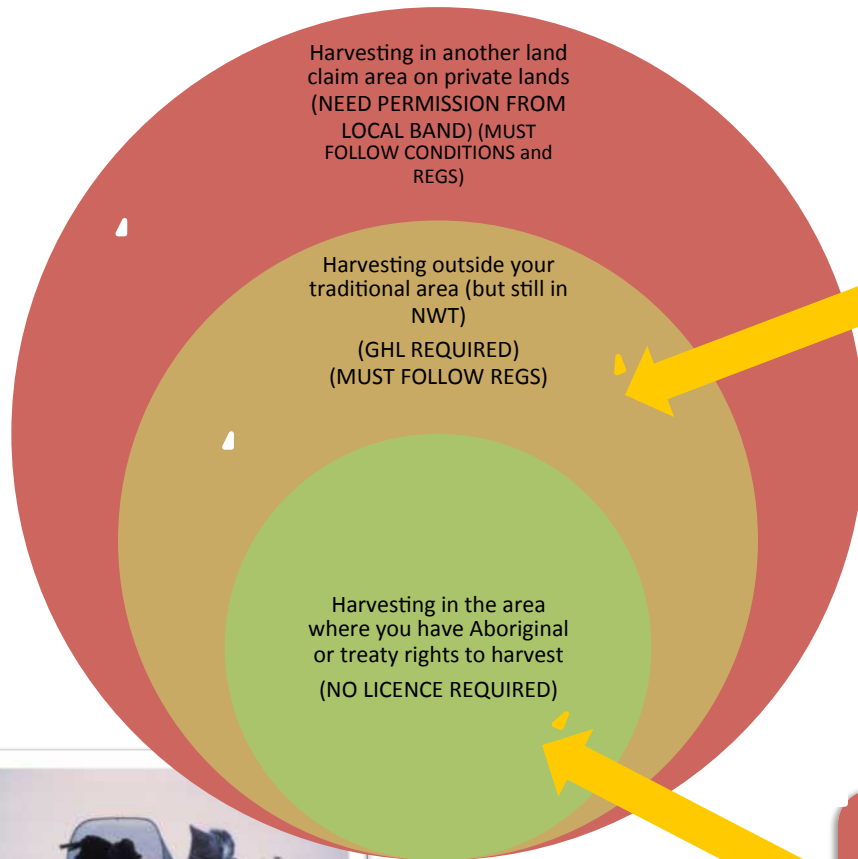 Harvesting in another land
claim area on private lands
(NEED PERMISSION FROM
LOCAL BAND) (MUST
FOLLOW CONDITIONS and
REGS)
Harvesting outside your
traditional area (but still in
NWT)
(GHL REQUIRED)
(MUST FOLLOW REGS)
Harvesting in the area
where you have Aboriginal
or treaty rights to harvest
(NO LICENCE REQUIRED)